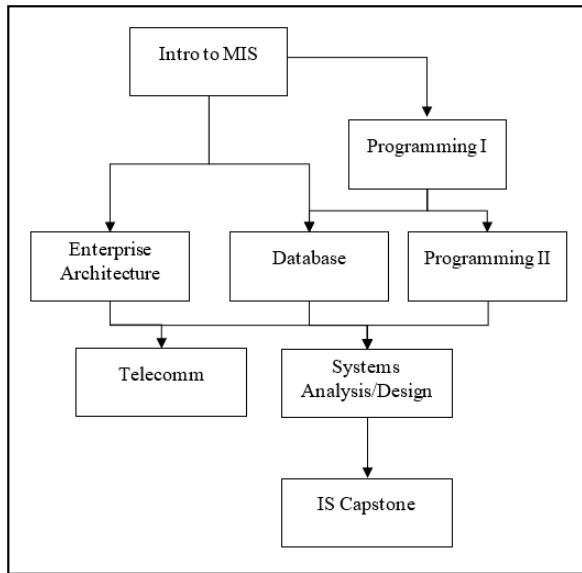 Intro to MIS
Programming I
Enterprise
Architecture
Database
Programming II
Telecomm
Systems
Analysis/Design
IS Capstone